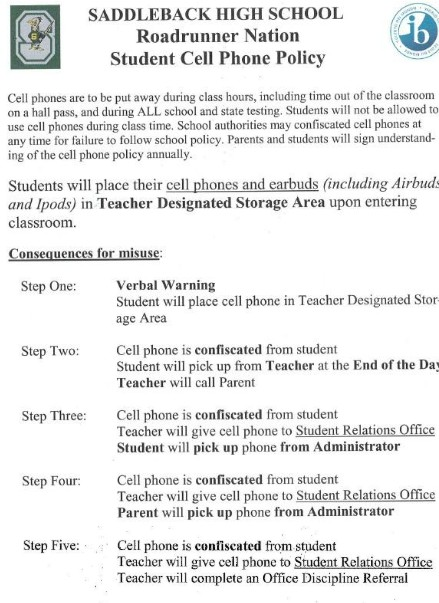 SADDLEBACK HIGH SCHOOL
Roadrunner Nation
Student Cell Phone Policy
S
ib
Cell phones are to be put away during class hours, including time out of the classroom
on a hall pass, and during ALL school and state testing. Students will not be allowed to
use cell phones during class time. School authorities may confiscated cell phones at
any time for failure to follow school policy. Parents and students will sign understand-
ing of the cell phone policy annually.
Students will place their cell phones and earbuds (including Airbuds
and Ipods) in Teacher Designated Storage Area upon entering
classroom.
Consequences for misuse:
Step One: Verbal Warning
Student will place cell phone in Teacher Designated Stor-
age Area
Step Two: Cell phone is confiscated from student
Student will pick up from Teacher at the End of the Day
Teacher will call Parent
Step Three: Cell phone is confiscated from student
Teacher will give cell phone to Student Relations Office
Student will pick up phone from Administrator
Step Four: Cell phone is confiscated from student
Teacher will give cell phone to Student Relations Office
Parent will pick up phone from Administrator
Step Five: Cell phone is confiscated from student
Teacher will give cell phone to Student Relations Office
Teacher will complete an Office Discipline Referral